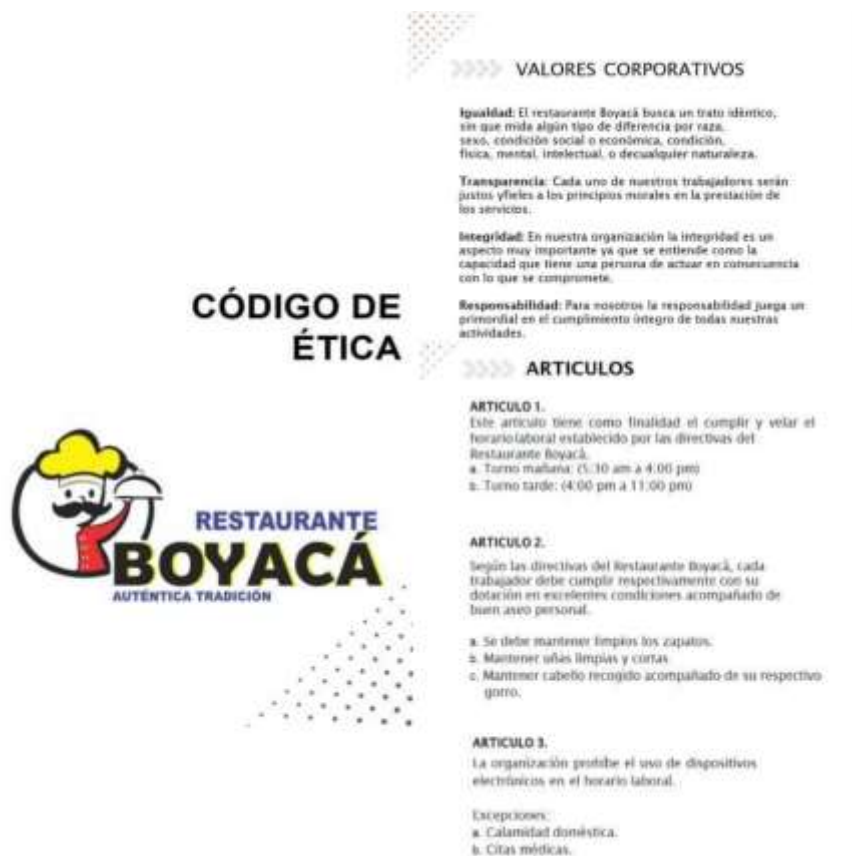 CÓDIGO DE
ÉTICA
RESTAURANTE
BOYACÁ
AUTÉNTICA TRADICIÓN
VALORES CORPORATIVOS
Igualdad: El restaurante Boyacá busca un trato idéntico,
sin que mida algún tipo de diferencia por raza,
sexo, condición social o económica, condición,
física, mental, intelectual, o decualquier naturaleza.
Transparencia: Cada uno de nuestros trabajadores serán
justos yfieles a los principios morales en la prestación de
los servicios.
Integridad: En nuestra organización la integridad es un
aspecto muy importante ya que se entiende como la
capacidad que tiene una persona de actuar en consecuencia
con lo que se compromete.
Responsabilidad: Para nosotros la responsabilidad juega un
primordial en el cumplimiento íntegro de todas nuestras
actividades.
ARTICULOS
ARTICULO 1.
Este artículo tiene como finalidad el cumplir y velar el
horariolaboral establecido por las directivas del
Restaurante Boyacá.
a. Turno mañana: (5:30 am a 4:00 pm)
b. Turno tarde: (4:00 pm a 11:00 pm)
ARTICULO 2.
Según las directivas del Restaurante Boyacá, cada
trabajador debe cumplir respectivamente con su
dotación en excelentes condiciones acompañado de
buen aseo personal.
a. Se debe mantener limpios los zapatos.
b. Mantener uñas limpias y cortas
c. Mantener cabello recogido acompañado de su respectivo
gorro.
ARTICULO 3.
La organización prohíbe el uso de dispositivos
electrónicos en el horario laboral.
Excepciones:
a. Calamidad doméstica.
b. Citas médicas.